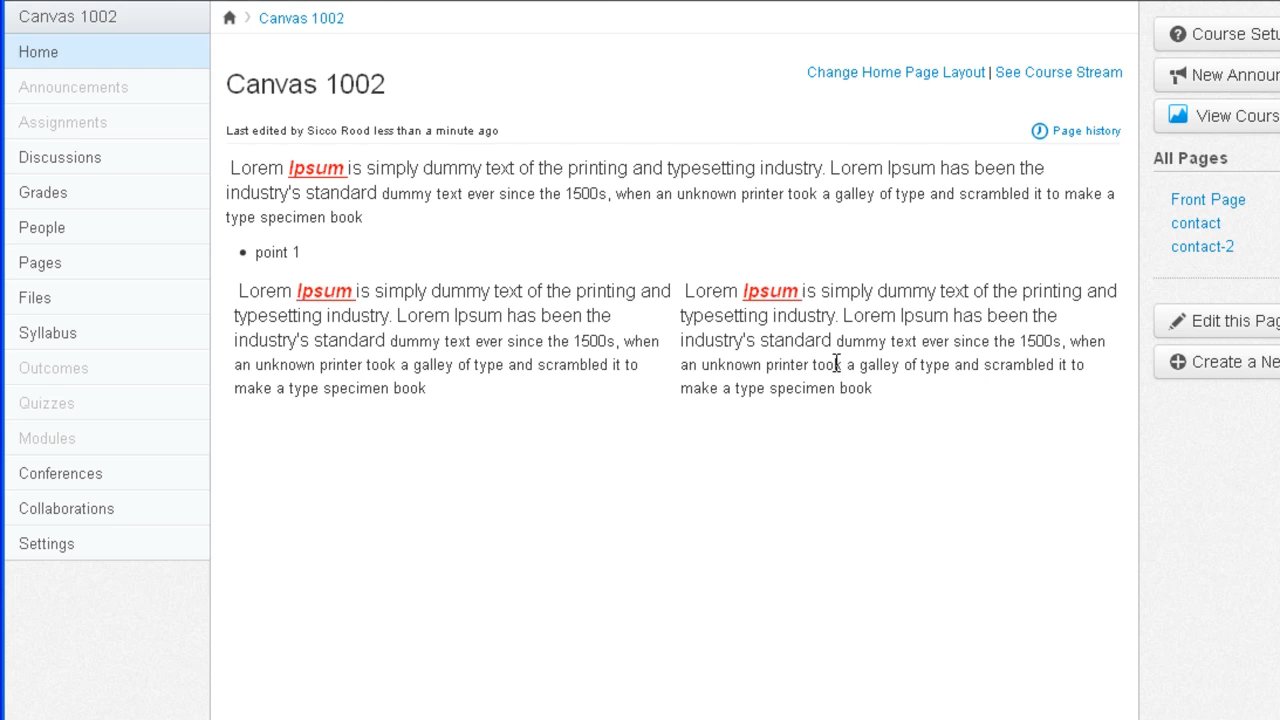 Canvas 1002
Home
Announcements
Assignments
Discussions
Grades
People
Pages
Files
Syllabus
Outcomes
Quizzes
Modules
Conferences
Collaborations
Settings
Canvas 1002
Canvas 1002
Change Home Page Layout | See Course Stream
Last edited by Sicco Rood less than a minute ago
Page history
Lorem Ipsum is simply dummy text of the printing and typesetting industry. Lorem Ipsum has been the
industry's standard dummy text ever since the 1500s, when an unknown printer took a galley of type and scrambled it to make a
type specimen book
• point 1
Lorem Ipsum is simply dummy text of the printing and
typesetting industry. Lorem Ipsum has been the
industry's standard dummy text ever since the 1500s, when
an unknown printer took a galley of type and scrambled it to
make a type specimen book
Lorem Ipsum is simply dummy text of the printing and
typesetting industry. Lorem Ipsum has been the
industry's standard dummy text ever since the 1500s, when
an unknown printer took a galley of type and scrambled it to
make a type specimen book
Course Setu
New Annour
View Cours
All Pages
Front Page
contact
contact-2
Edit this Pag
Create a Ne